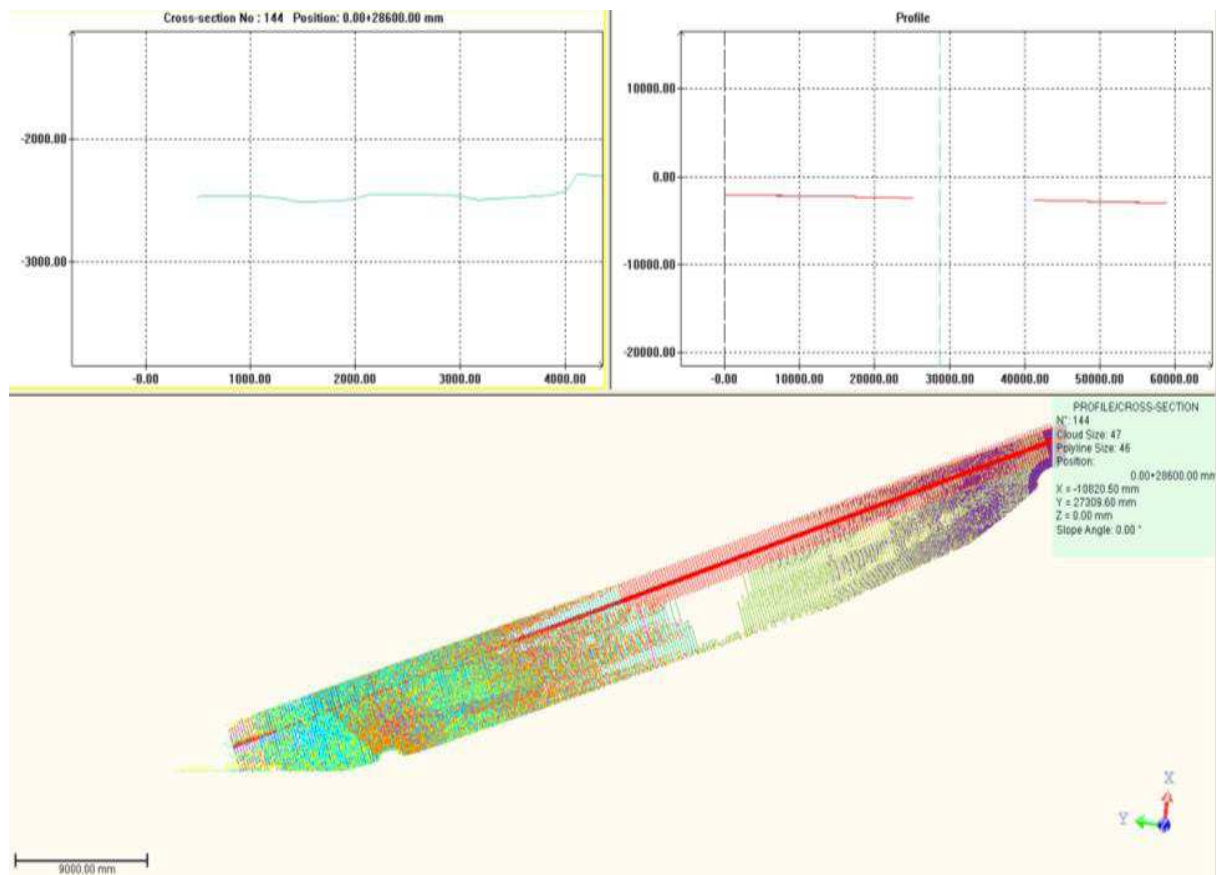 Cross-section No : 144 Position: 0.00+28600.00 mm
-2000.00
-3000.00
-0.00 1000.00 2000.00 3000.00 4000.00
Profile
10000.00
0.00
-10000.00
-20000.00
-0.00 10000.00 20000.00 30000.00 40000.00 50000.00 60000.00
PROFILE/CROSS-SECTION
N°: 144
Cloud Size: 47
Polyline Size: 46
Position:
0.00+28600.00 mm
X = -10820.50 mm
Y = 27309.60 mm
Z = 0.00 mm
Slope Angle: 0.00 °
X
Y
9000.00 mm